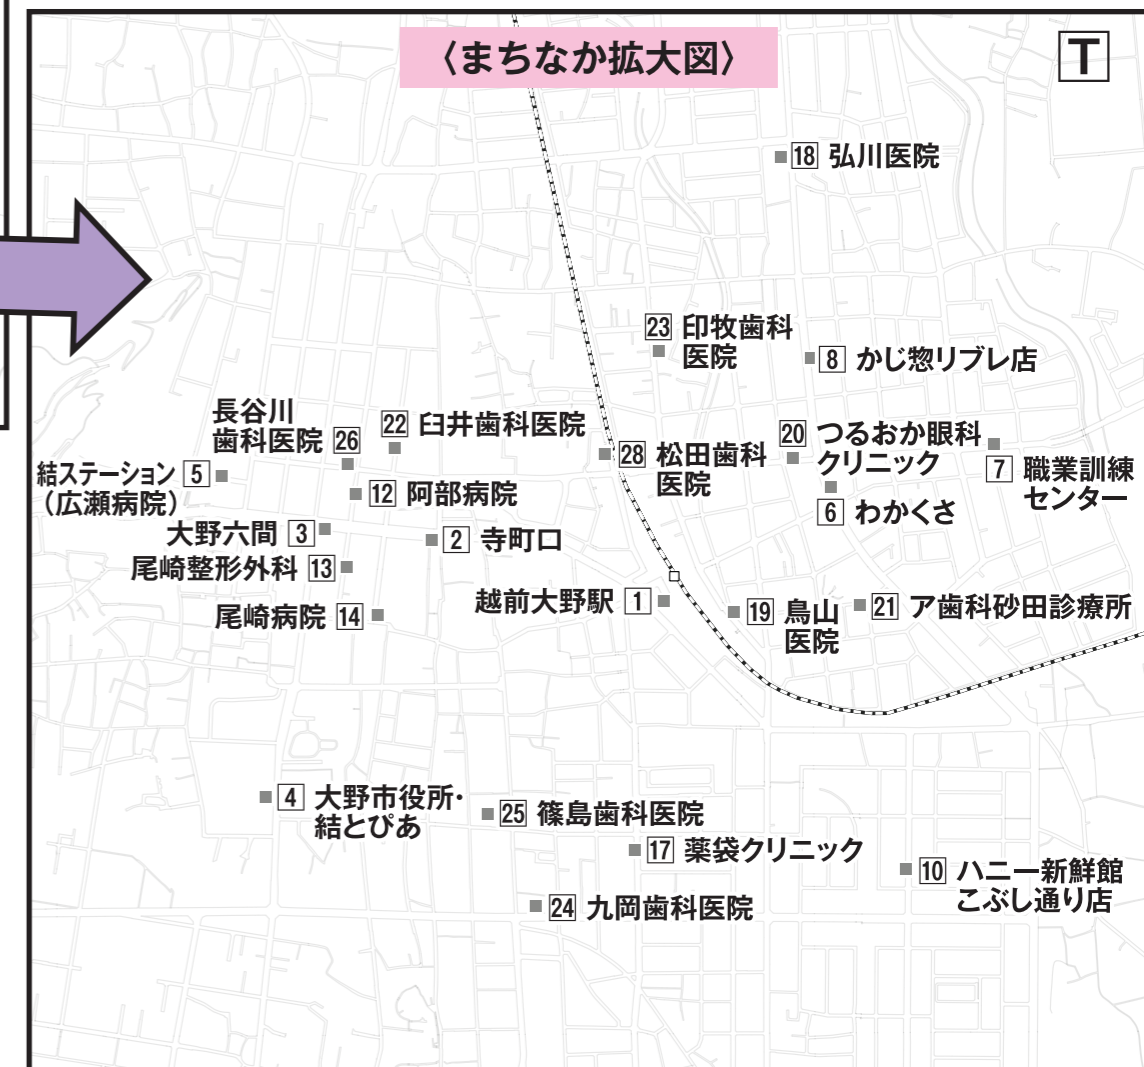 〈まちなか拡大図〉
T
18 弘川医院
23 印牧歯科
医院
8 かじ惣リブレ店
長谷川
歯科医院 26
22 臼井歯科医院
28 松田歯科
医院
20 つるおか眼科
クリニック
7 職業訓練
センター
結ステーション 5
（広瀬病院）
12 阿部病院
6 わかくさ
大野六間 3
2 寺町口
尾崎整形外科 13
越前大野駅 1
尾崎病院 14
19 鳥山
医院
21 ア歯科砂田診療所
4 大野市役所・
結とぴあ
25 篠島歯科医院
17 薬袋クリニック
10 ハニー新鮮館
こぶし通り店
24 九岡歯科医院